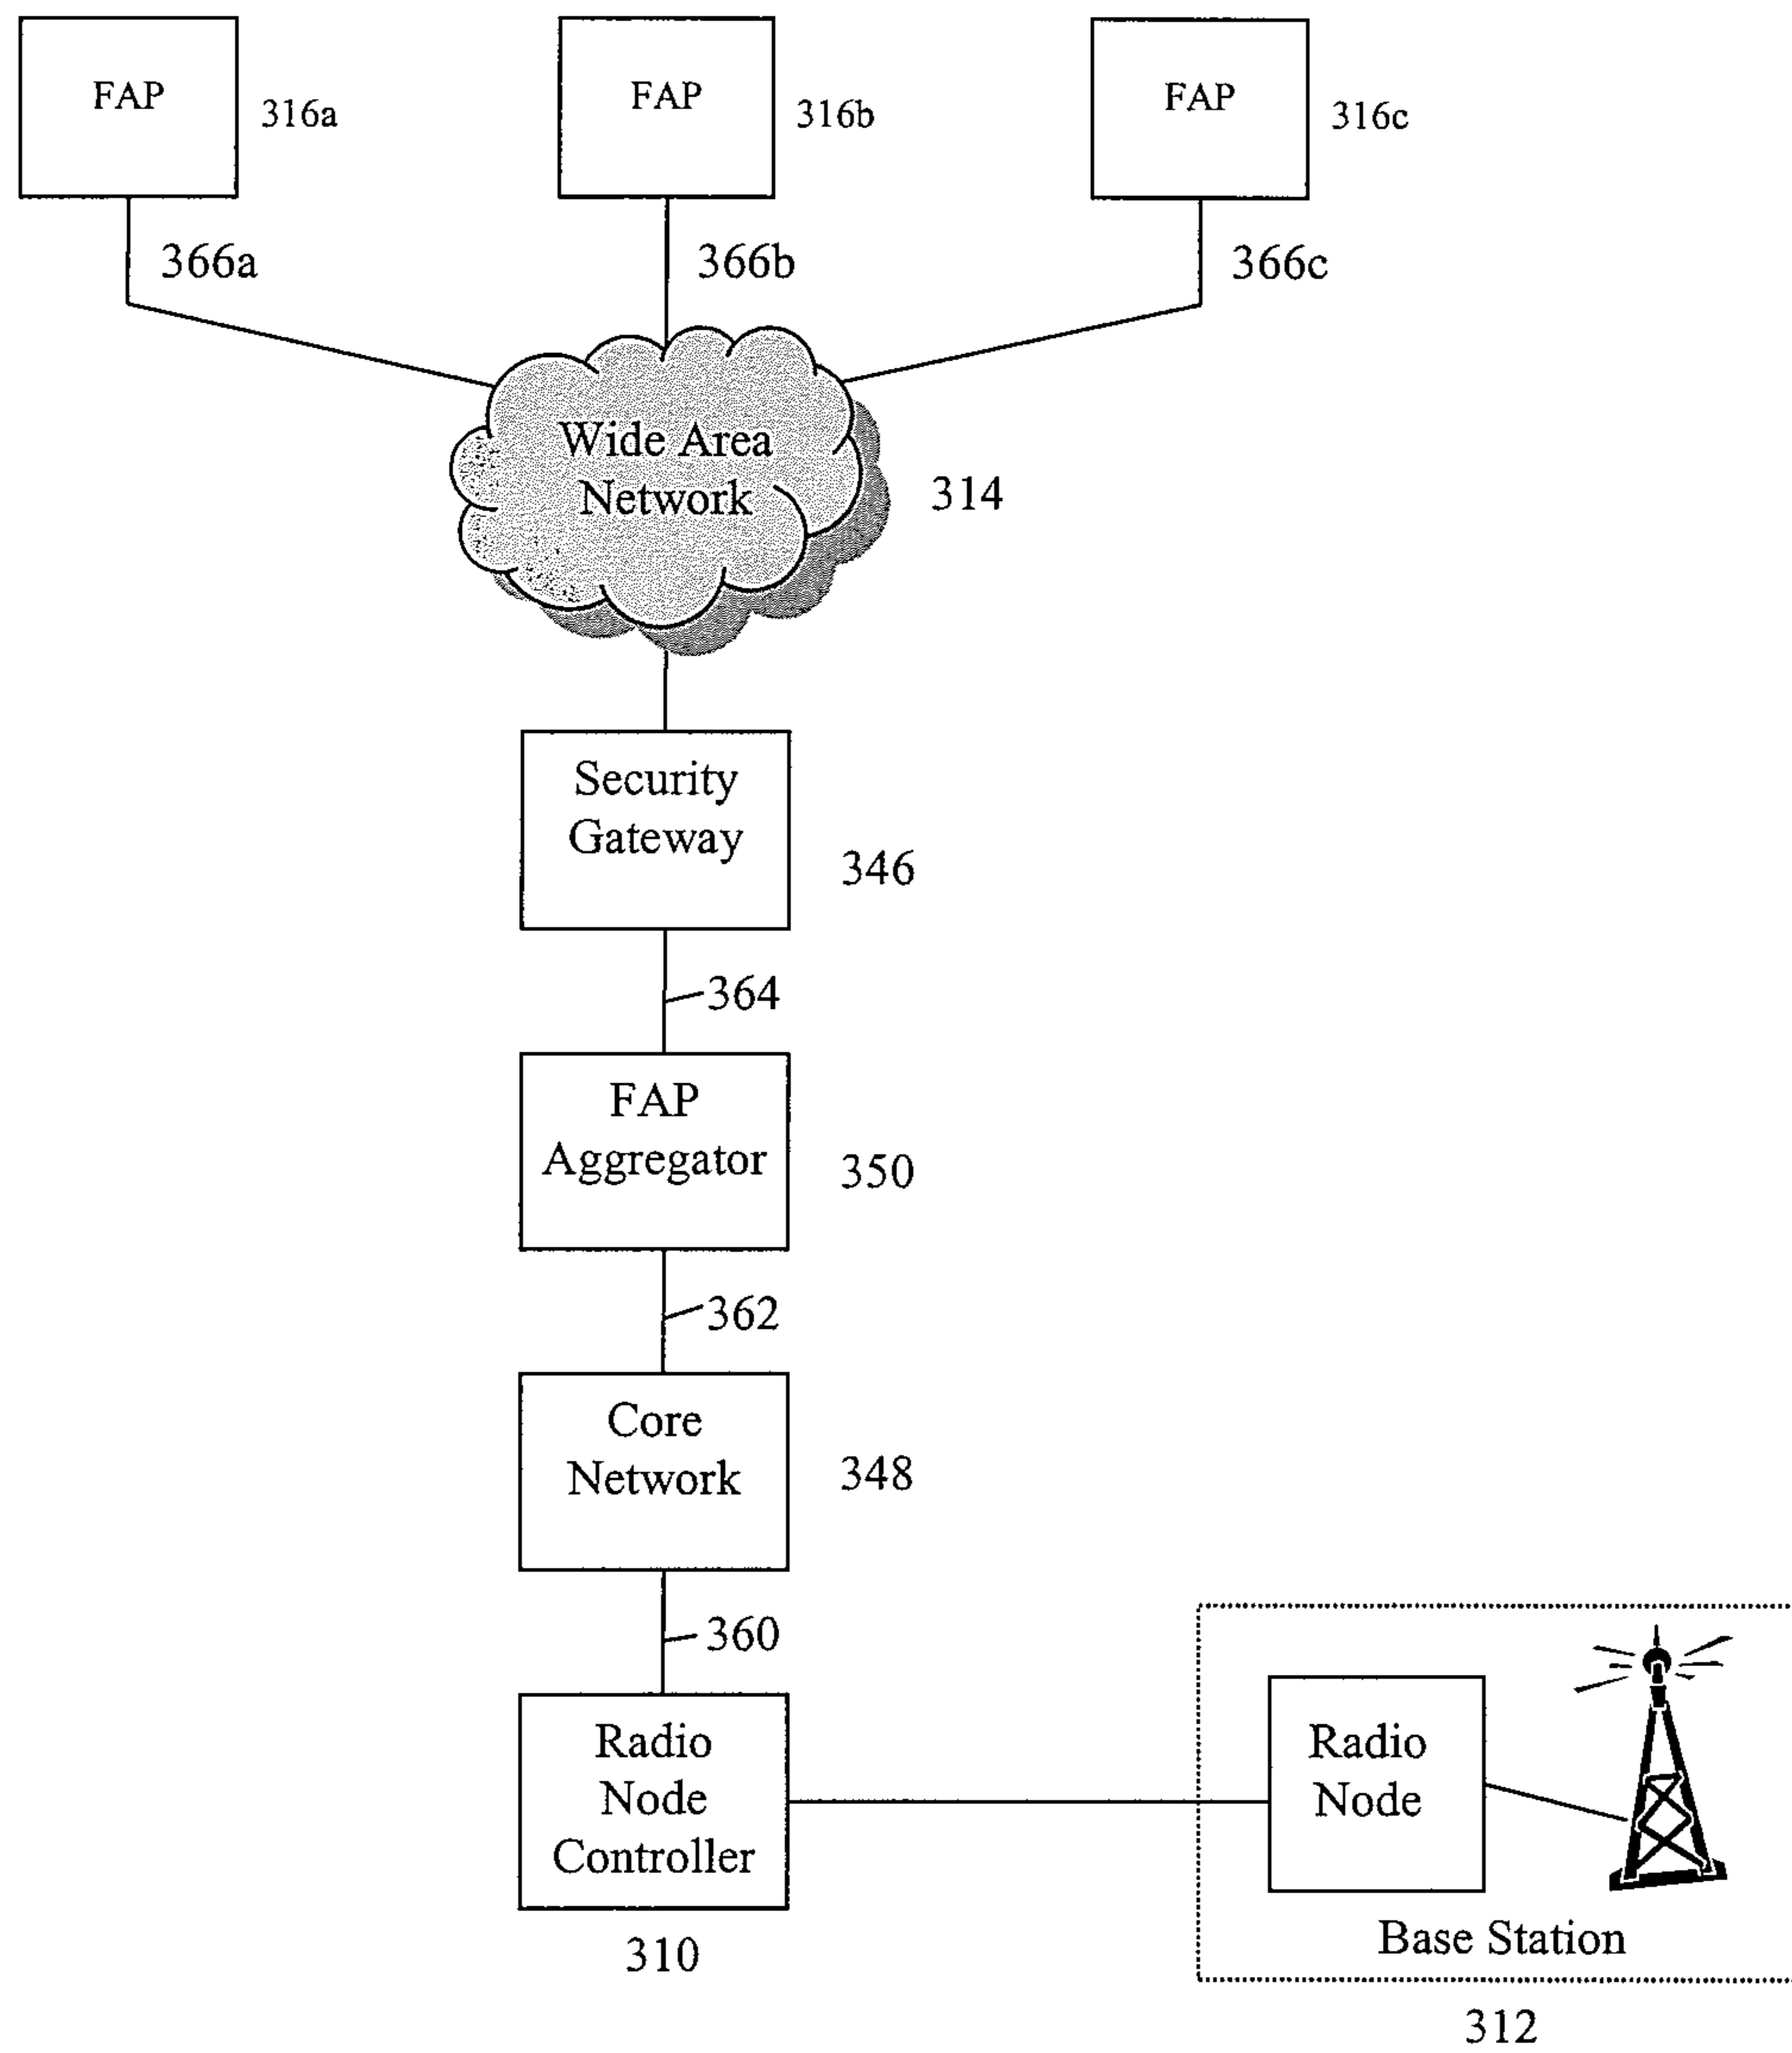 FAP
316a
FAP
316b
FAP
316c
366a
366b
366c
Wide Area
Network
314
Security
Gateway
346
364
FAP
Aggregator
350
362
Core
Network
348
360
Radio
Node
Controller
310
Radio
Node
Base Station
312